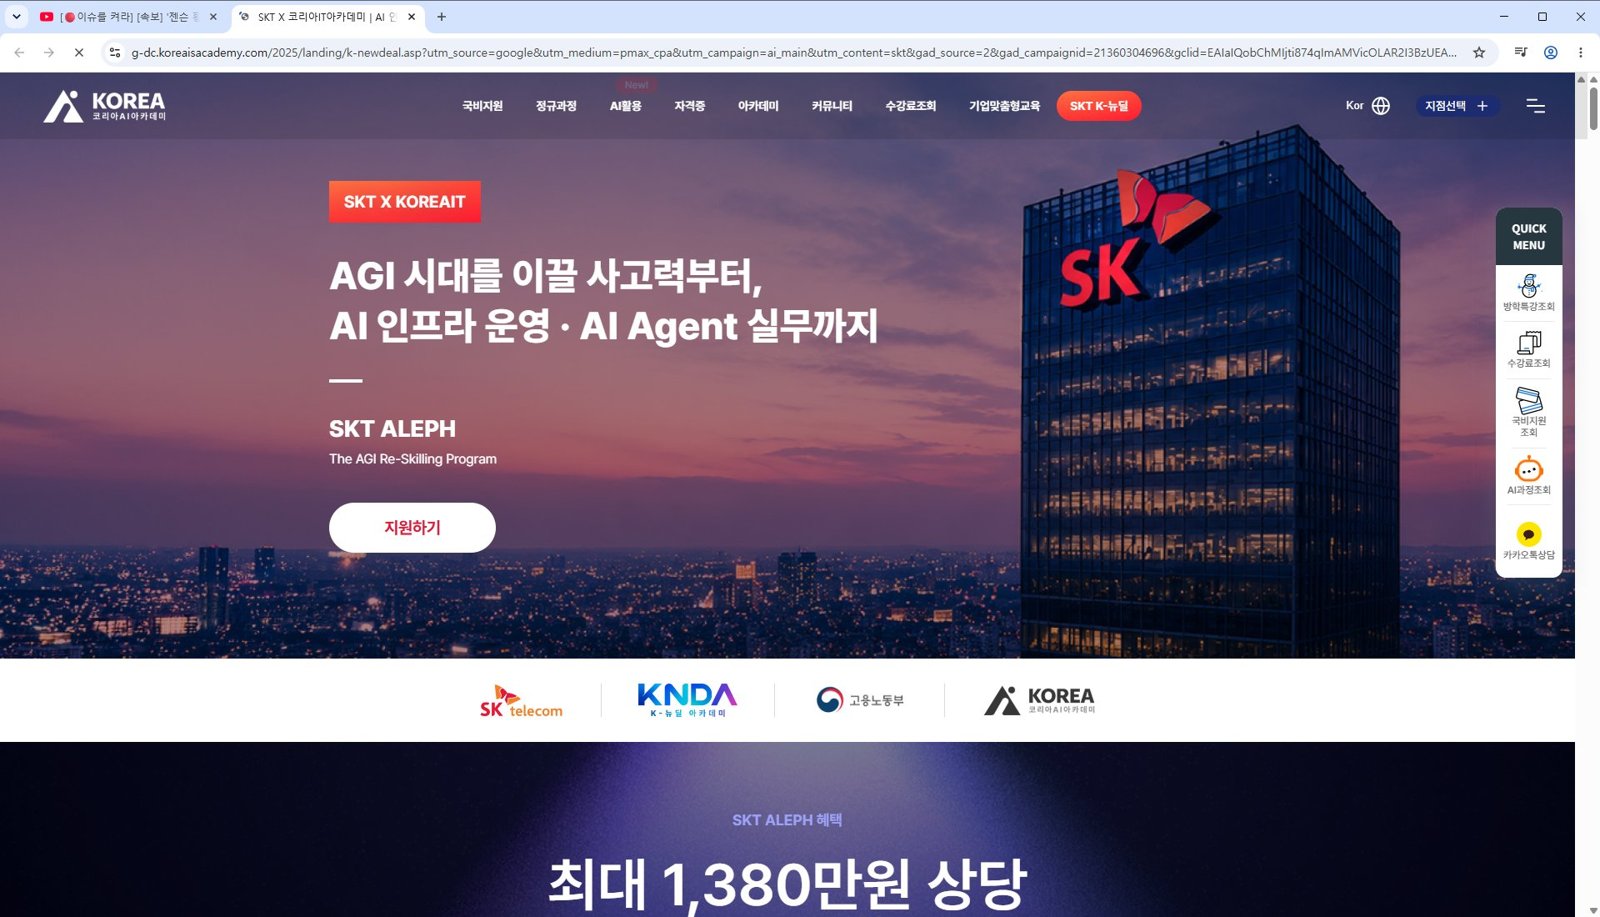 [🔴이슈를 켜라] [속보] '젠슨
SKT X 코리아IT아카데미 | AI
g-dc.koreaisacademy.com/2025/landing/k-newdeal.asp?utm_source=google&utm_medium=pmax_cpa&utm_campaign=ai_main&utm_content=skt&gad_source=2&gad_campaignid=21360304696&gclid=EAIaIQobChMIjti874qImAMVicOLAR2I3BzUEA...
KOREA
코리아AI아카데미
국비지원
정규과정
New!
AI활용
자격증
아카데미
커뮤니티
수강료조회
기업맞춤형교육
SKT K-뉴딜
Kor
지점선택 +
SKT X KOREAIT
AGI 시대를 이끌 사고력부터,
AI 인프라 운영 · AI Agent 실무까지
SKT ALEPH
The AGI Re-Skilling Program
지원하기
SK
QUICK
MENU
방학특강조회
수강료조회
국비지원
조회
AI과정조회
카카오톡상담
SK telecom
KNDA
K-뉴딜 아카데미
고용노동부
KOREA
코리아AI아카데미
SKT ALEPH 혜택
최대 1,380만원 상당